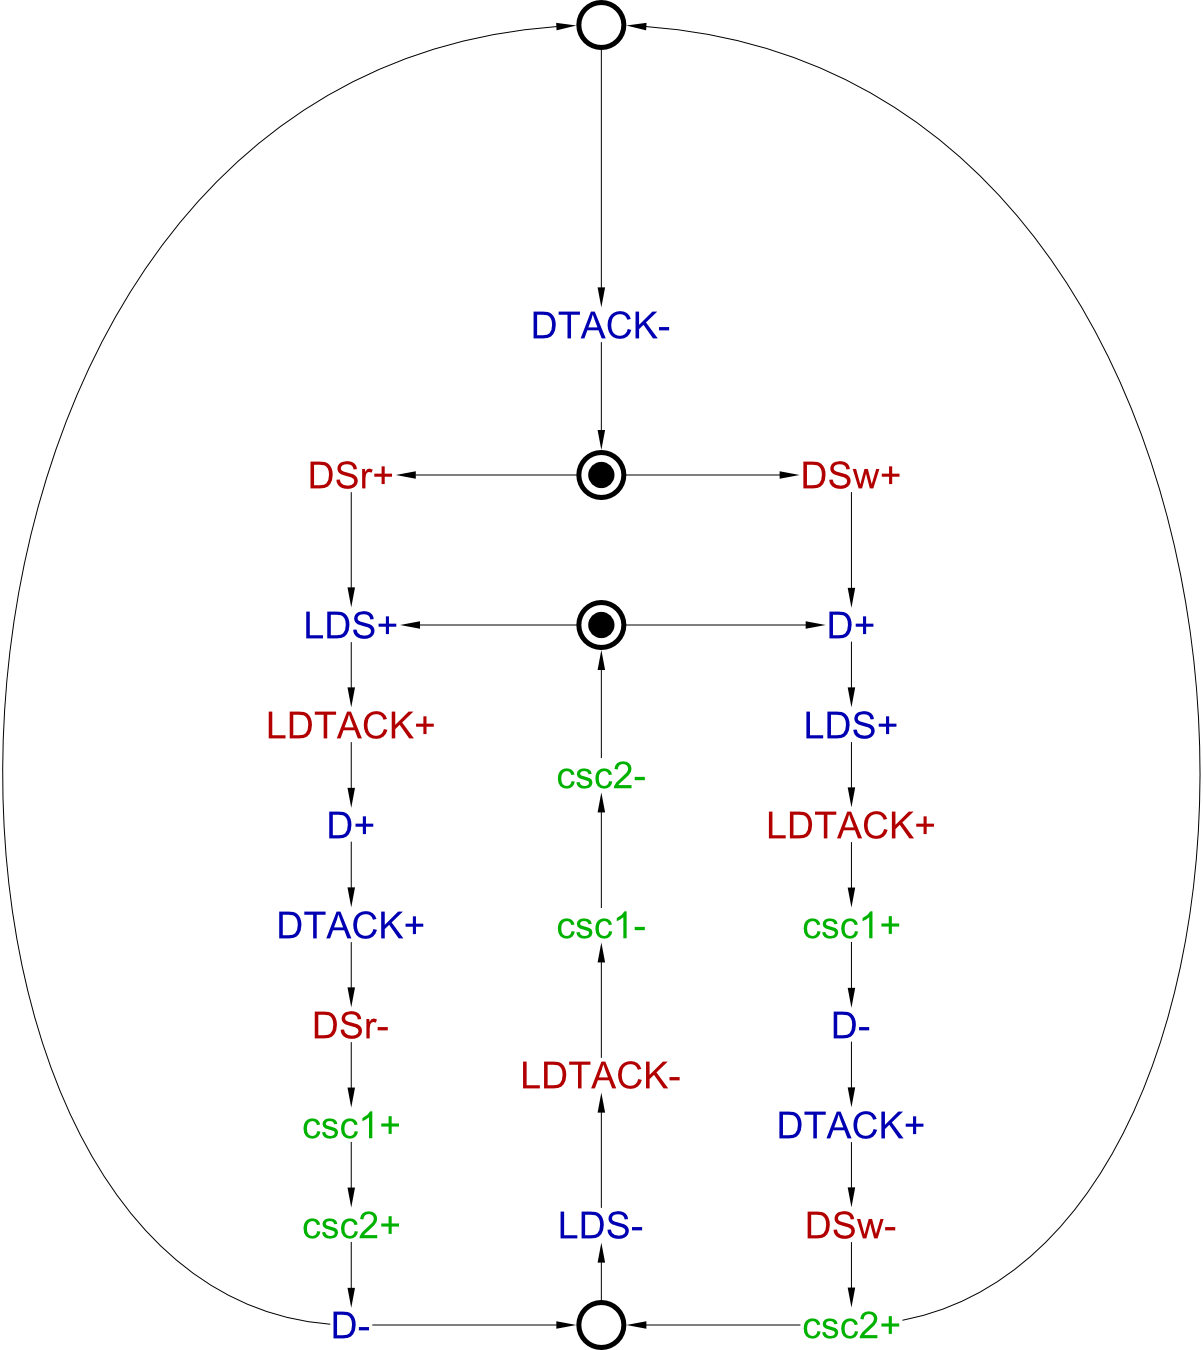 DTACK-
DSr+
DSw+
LDS+
D+
LDTACK+
LDS+
csc2-
D+
LDTACK+
DTACK+
csc1-
csc1+
DSr-
D-
LDTACK-
csc1+
DTACK+
csc2+
LDS-
DSw-
D-
csc2+